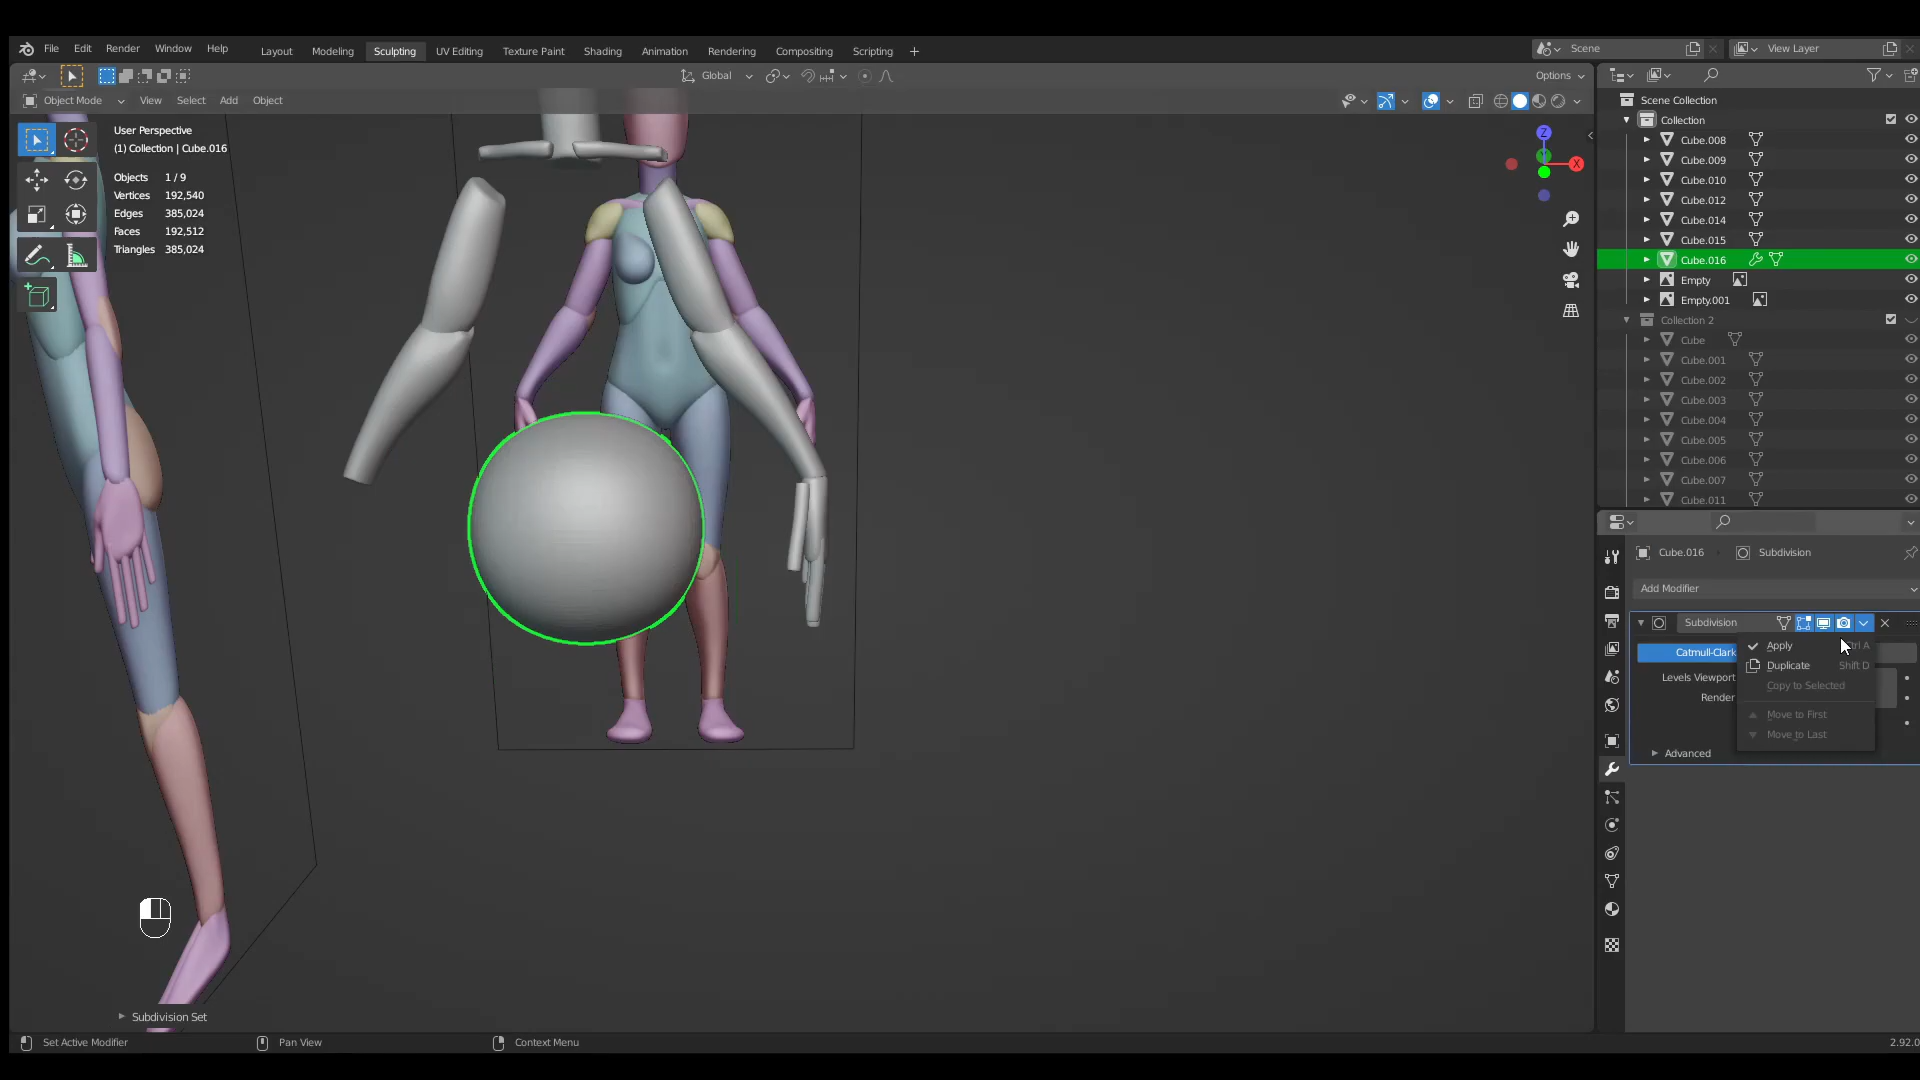 File Edit Render Window Help
Layout Modeling Sculpting UV Editing Texture Paint Shading Animation Rendering Compositing Scripting +
Scene
View Layer
Global
Options
Object Mode View Select Add Object
User Perspective
(1) Collection | Cube.016
Objects 1 / 9
Vertices 192,540
Edges 385,024
Faces 192,512
Triangles 385,024
Z
X
Scene Collection
Collection
Cube.008
Cube.009
Cube.010
Cube.012
Cube.014
Cube.015
Cube.016
Empty
Empty.001
Collection 2
Cube
Cube.001
Cube.002
Cube.003
Cube.004
Cube.005
Cube.006
Cube.007
Cube.011
Cube.016 Subdivision
Add Modifier
Subdivision
Catmull-Clark
Levels Viewport
Render
Advanced
Apply A
Duplicate Shift D
Copy to Selected
Move to First
Move to Last
Subdivision Set
Set Active Modifier
Pan View
Context Menu
2.92.0